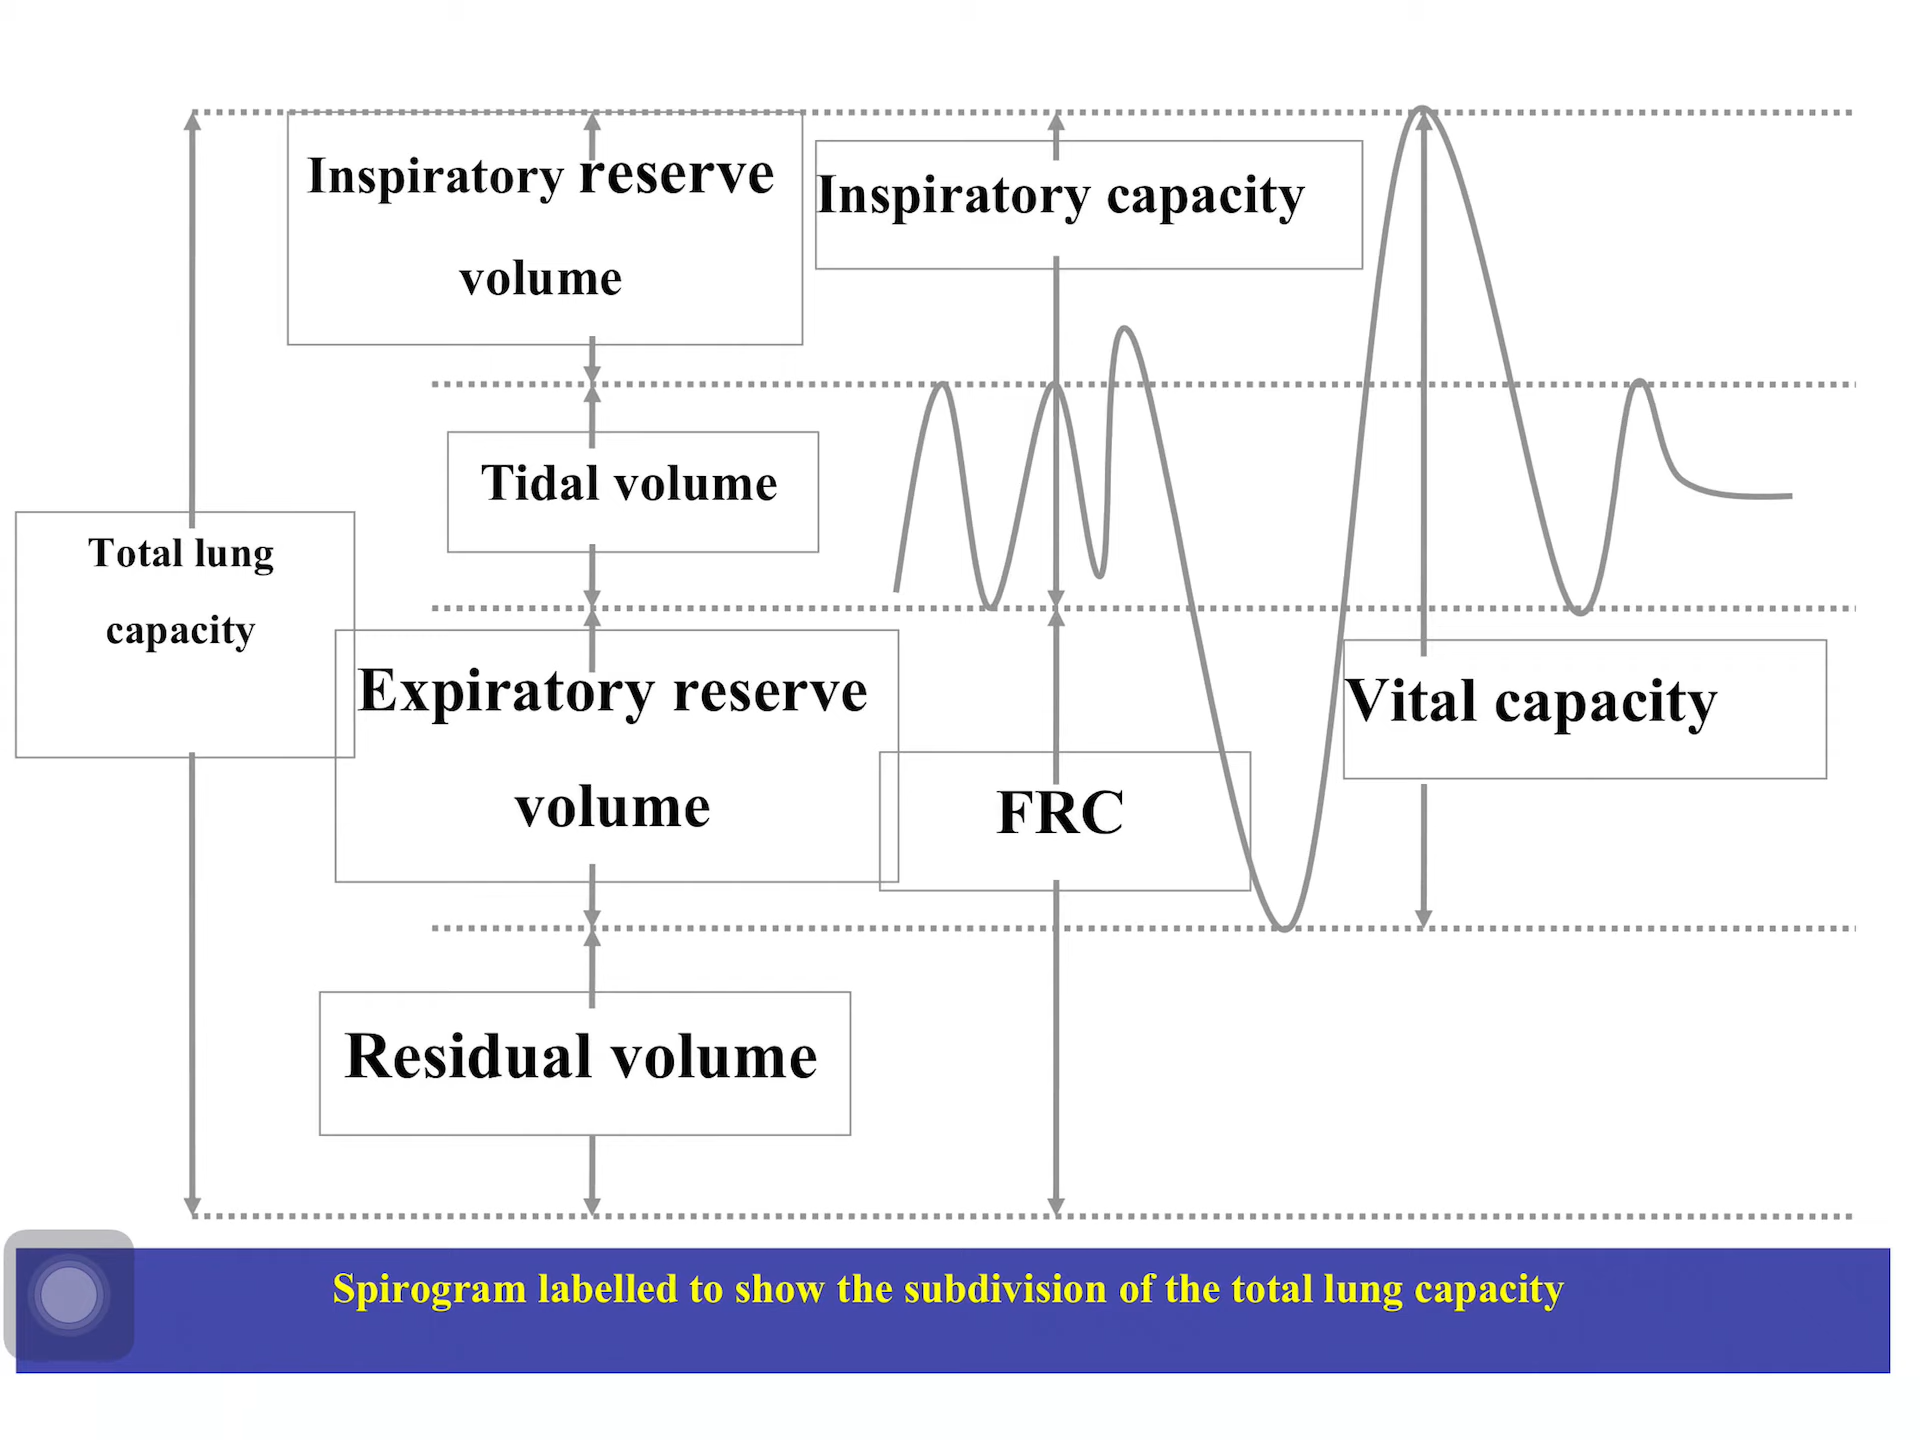 Inspiratory reserve
volume
Inspiratory capacity
Tidal volume
Total lung
capacity
Expiratory reserve
volume
Vital capacity
FRC
Residual volume
Spirogram labelled to show the subdivision of the total lung capacity